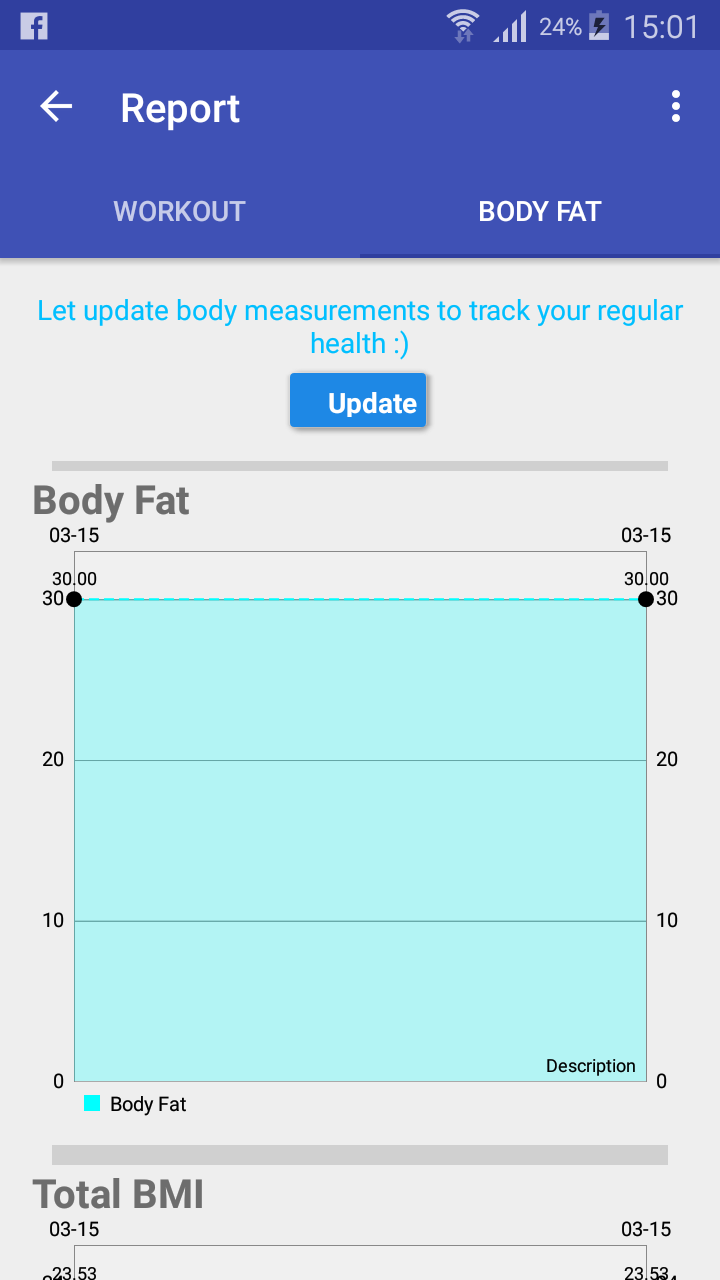 24% 15:01
Report
WORKOUT BODY FAT
Let update body measurements to track your regular
health :)
Update
Body Fat
03-15 03-15
30.00 30.00
30 30
20 20
10 10
Description
0 0
Body Fat
Total BMI
03-15 03-15
23.53 23.53